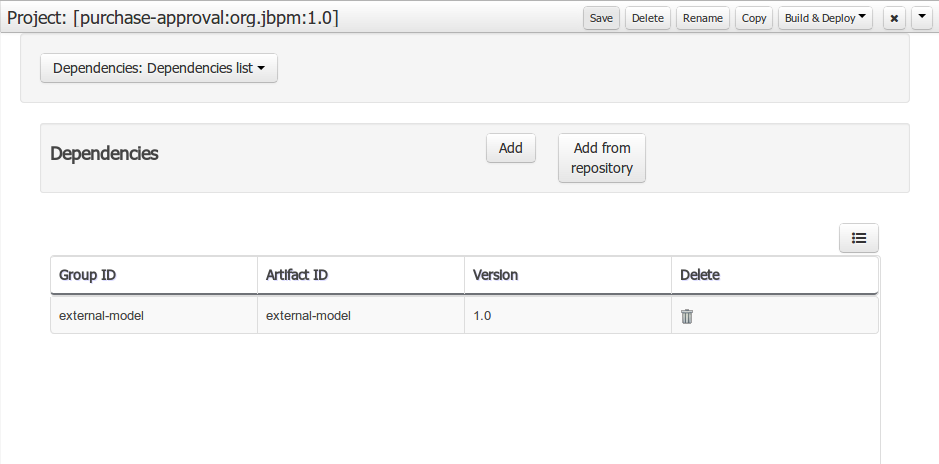 Project: [purchase-approval:org.jbpm:1.0]
Save
Delete
Rename
Copy
Build & Deploy
Dependencies: Dependencies list
Dependencies
Add
Add from
repository
Group ID
Artifact ID
Version
Delete
external-model
external-model
1.0